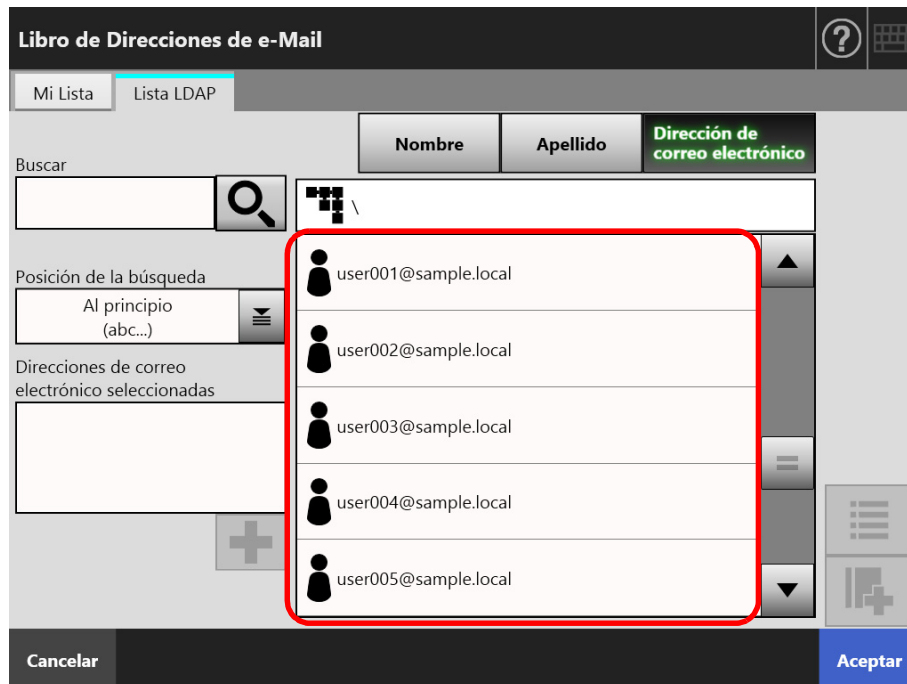 Libro de Direcciones de e-Mail
?
Mi Lista
Lista LDAP
Nombre
Apellido
Dirección de
correo electrónico
Buscar
\
Posición de la búsqueda
Al principio
(abc...)
Direcciones de correo
electrónico seleccionadas
user001@sample.local
user002@sample.local
user003@sample.local
user004@sample.local
user005@sample.local
Cancelar
Aceptar